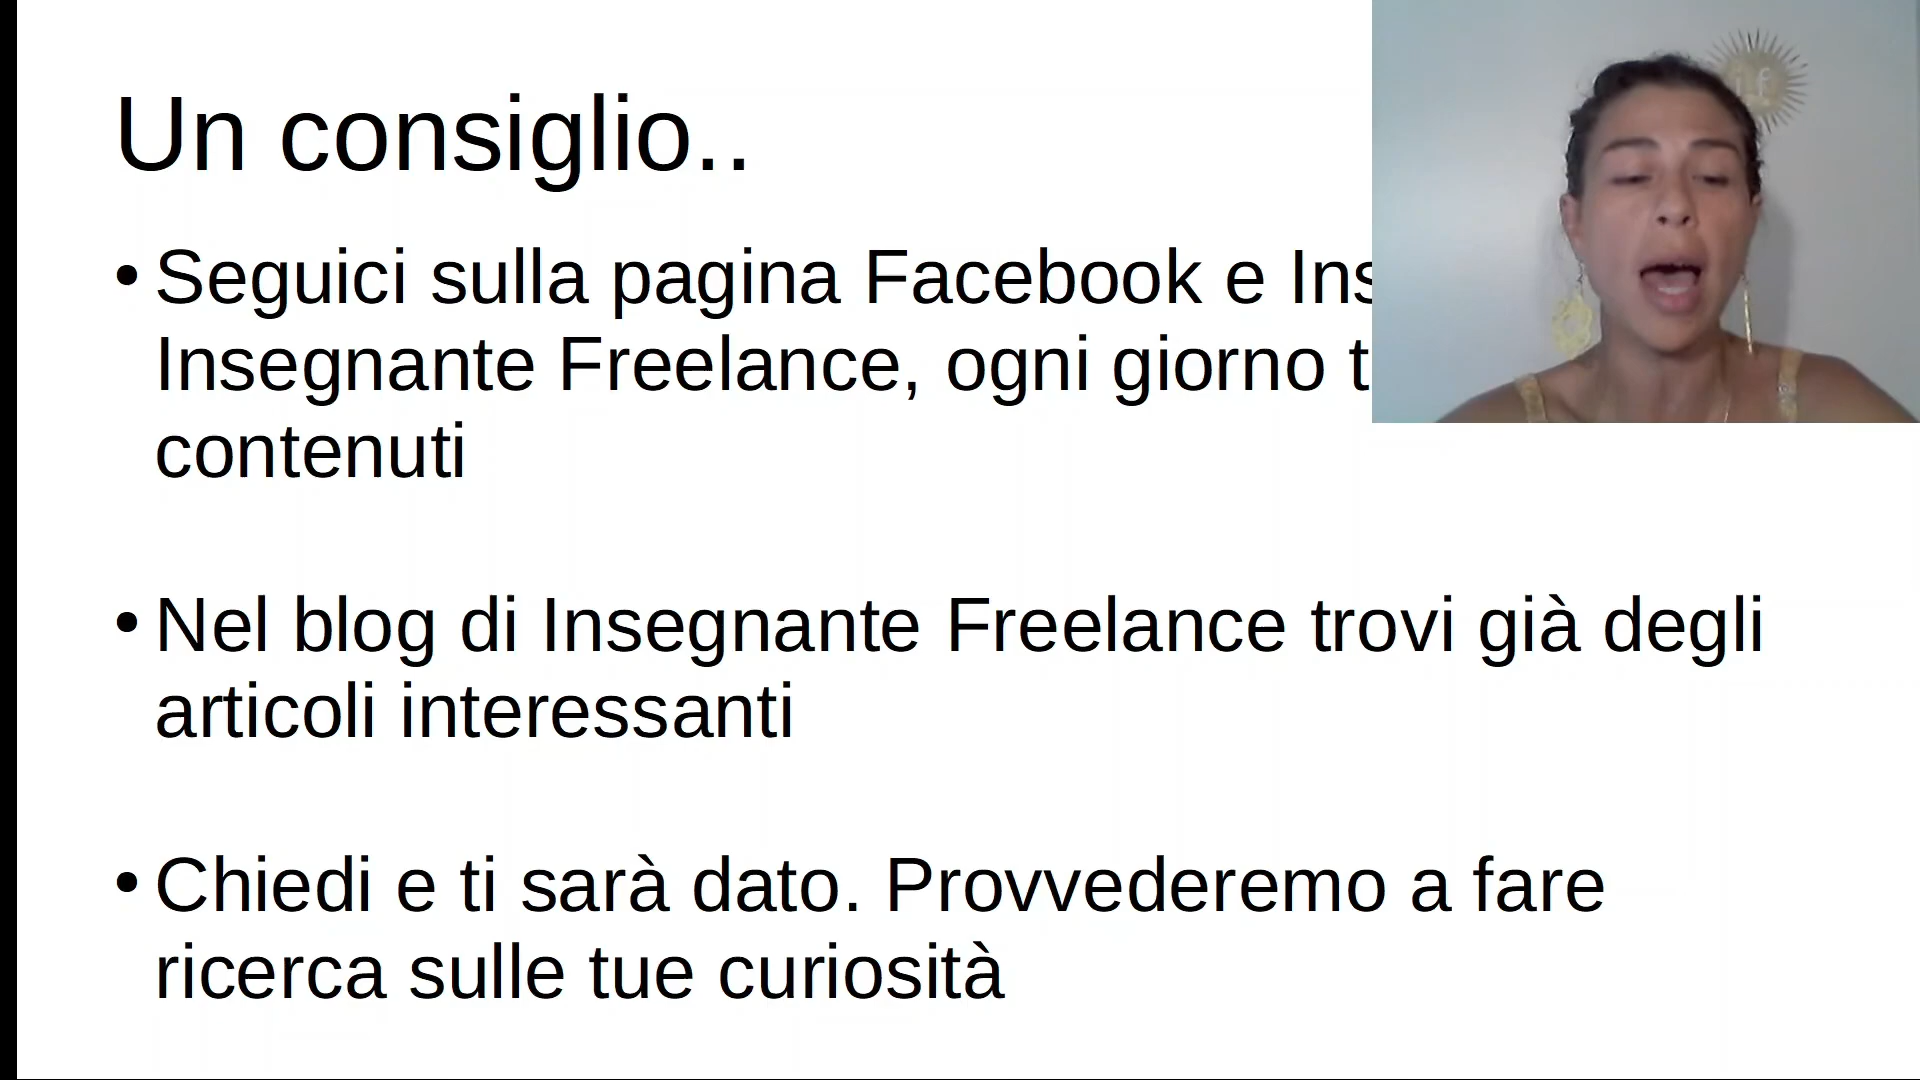 Un consiglio..
• Seguici sulla pagina Facebook e
Insegnante Freelance, ogni giorno
contenuti
• Nel blog di Insegnante Freelance trovi già degli
articoli interessanti
• Chiedi e ti sarà dato. Provvederemo a fare
ricerca sulle tue curiosità